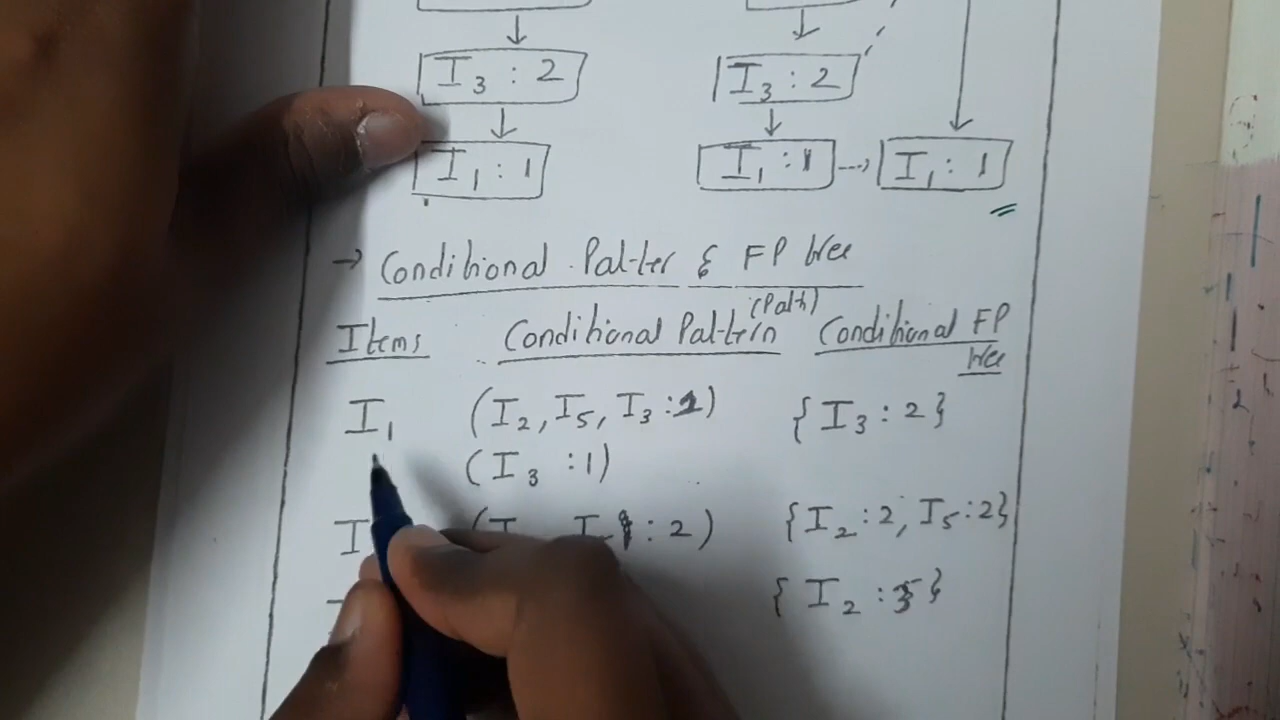 I3 : 2 I3 : 2
I1 : 1 I1 : 1 I1 : 1
→ Conditional Patter & FP tree
(Path)
Items Conditional Pattern Conditional FP
tree
I1 (I2, I5, I3 : 1) {I3 : 2}
(I3 : 1)
I : 2) {I2 : 2, I5 : 2}
{I2 : 3}